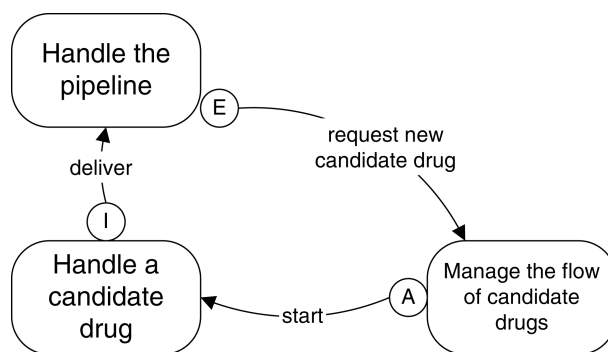 Handle the
pipeline
E
request new
candidate drug
deliver
I
Handle a
candidate
drug
start
A
Manage the flow
of candidate
drugs